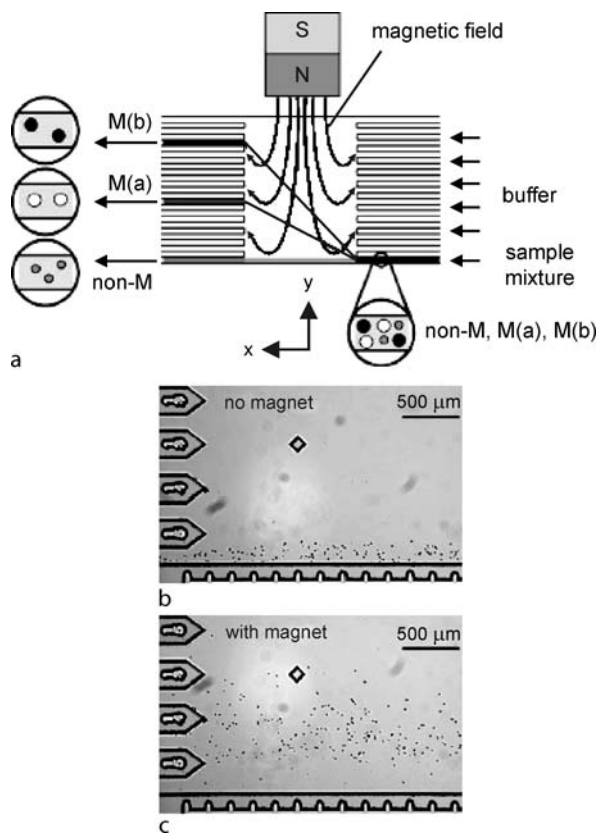 S
N
magnetic field
M(b)
M(a)
non-M
buffer
sample
mixture
y
x
non-M, M(a), M(b)
a
no magnet
500 μm
b
with magnet
500 μm
c